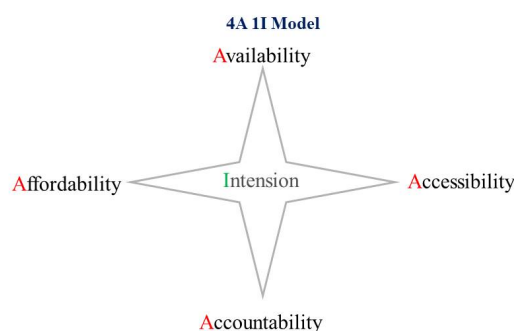 4A 1I Model
Availability
Affordability
Intension
Accessibility
Accountability